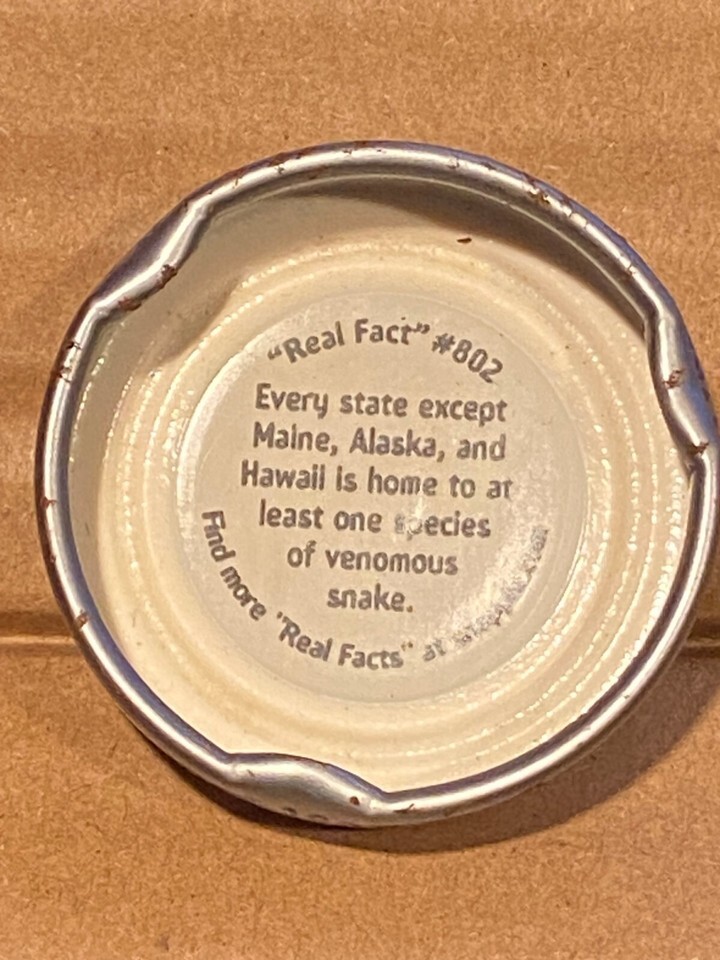 “Real Fact” #802
Every state except
Maine, Alaska, and
Hawaii is home to at
least one species
of venomous
snake.
Find more "Real Facts" at